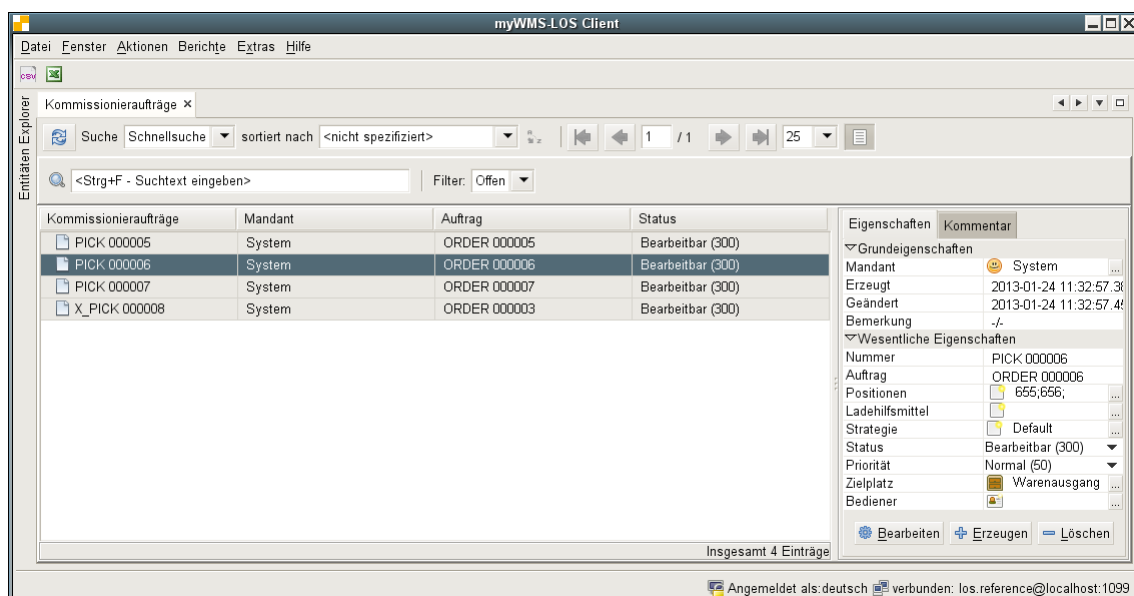 myWMS-LOS Client
Datei Fenster Aktionen Berichte Extras Hilfe
csv
Entitäten Explorer
Kommissionieraufträge
Suche Schnellsuche sortiert nach <nicht spezifiziert> 1 / 1 25
<Strg+F - Suchtext eingeben> Filter: Offen
Kommissionieraufträge Mandant Auftrag Status
PICK 000005 System ORDER 000005 Bearbeitbar (300)
PICK 000006 System ORDER 000006 Bearbeitbar (300)
PICK 000007 System ORDER 000007 Bearbeitbar (300)
X_PICK 000008 System ORDER 000003 Bearbeitbar (300)
Insgesamt 4 Einträge
Eigenschaften Kommentar
Grundeigenschaften
Mandant System ...
Erzeugt 2013-01-24 11:32:57.38
Geändert 2013-01-24 11:32:57.45
Bemerkung -/-
Wesentliche Eigenschaften
Nummer PICK 000006
Auftrag ORDER 000006
Positionen 655;656; ...
Ladehilfsmittel ...
Strategie Default ...
Status Bearbeitbar (300)
Priorität Normal (50)
Zielplatz Warenausgang ...
Bediener ...
Bearbeiten Erzeugen Löschen
Angemeldet als:deutsch verbunden: los.reference@localhost:1099